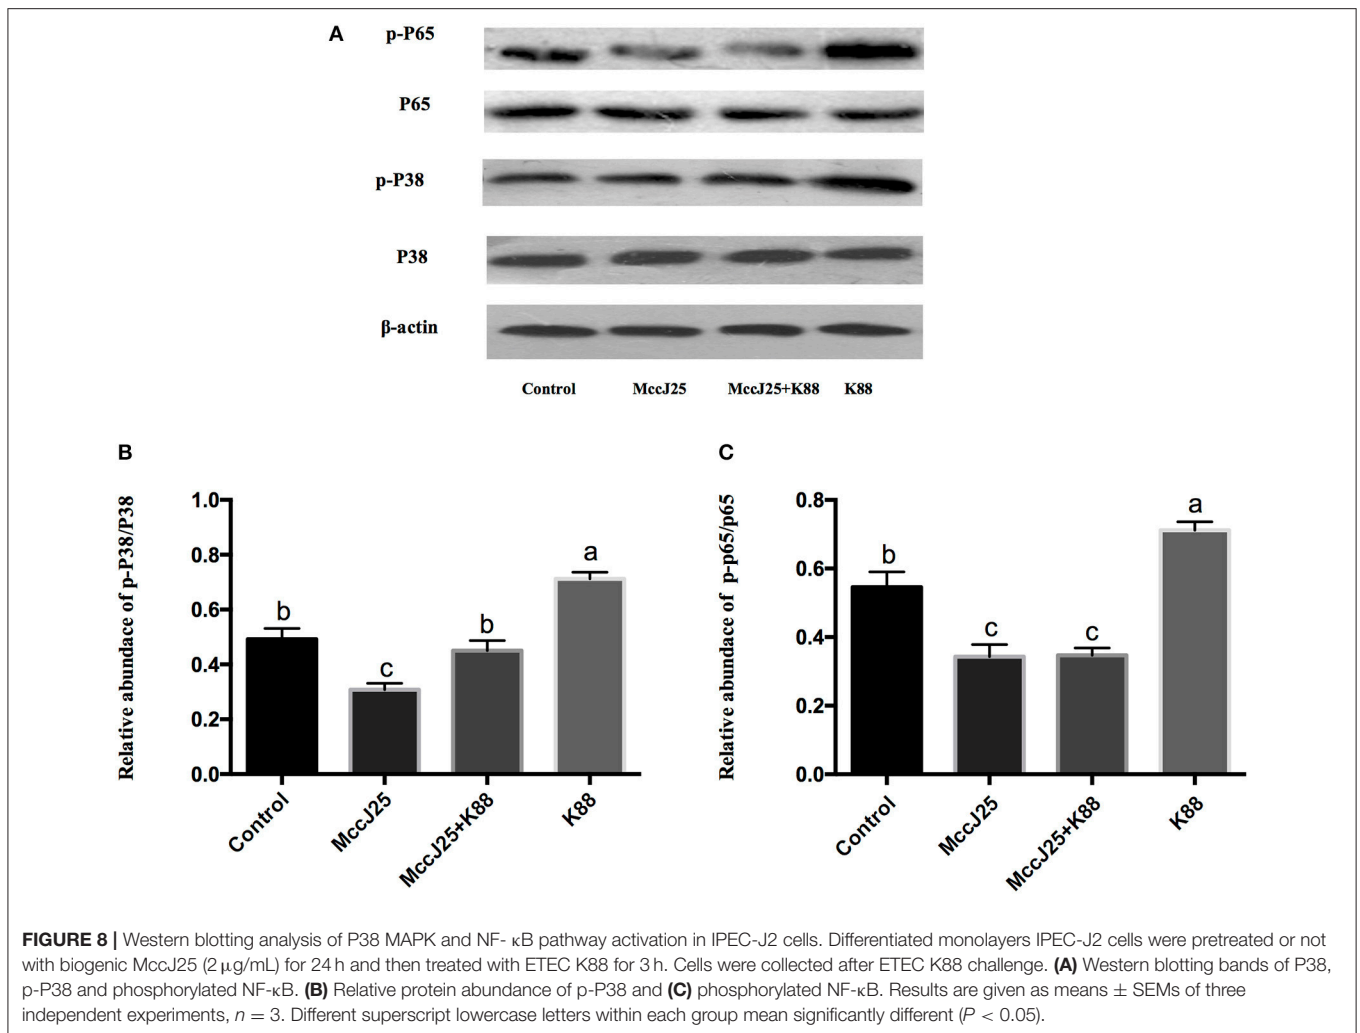 A
p-P65
P65
p-P38
P38
β-actin
Control MccJ25 MccJ25+K88 K88
B
Relative abundace of p-P38/P38
1.0
0.8
0.6
0.4
0.2
0.0
b
c
b
a
Control
MccJ25
MccJ25+K88
K88
C
Relative abundace of p-p65/p65
0.8
0.6
0.4
0.2
0.0
b
c
c
a
Control
MccJ25
MccJ25+K88
K88
FIGURE 8 | Western blotting analysis of P38 MAPK and NF- κB pathway activation in IPEC-J2 cells. Differentiated monolayers IPEC-J2 cells were pretreated or not
with biogenic MccJ25 (2 μg/mL) for 24 h and then treated with ETEC K88 for 3 h. Cells were collected after ETEC K88 challenge. (A) Western blotting bands of P38,
p-P38 and phosphorylated NF-κB. (B) Relative protein abundance of p-P38 and (C) phosphorylated NF-κB. Results are given as means ± SEMs of three
independent experiments, n = 3. Different superscript lowercase letters within each group mean significantly different (P < 0.05).